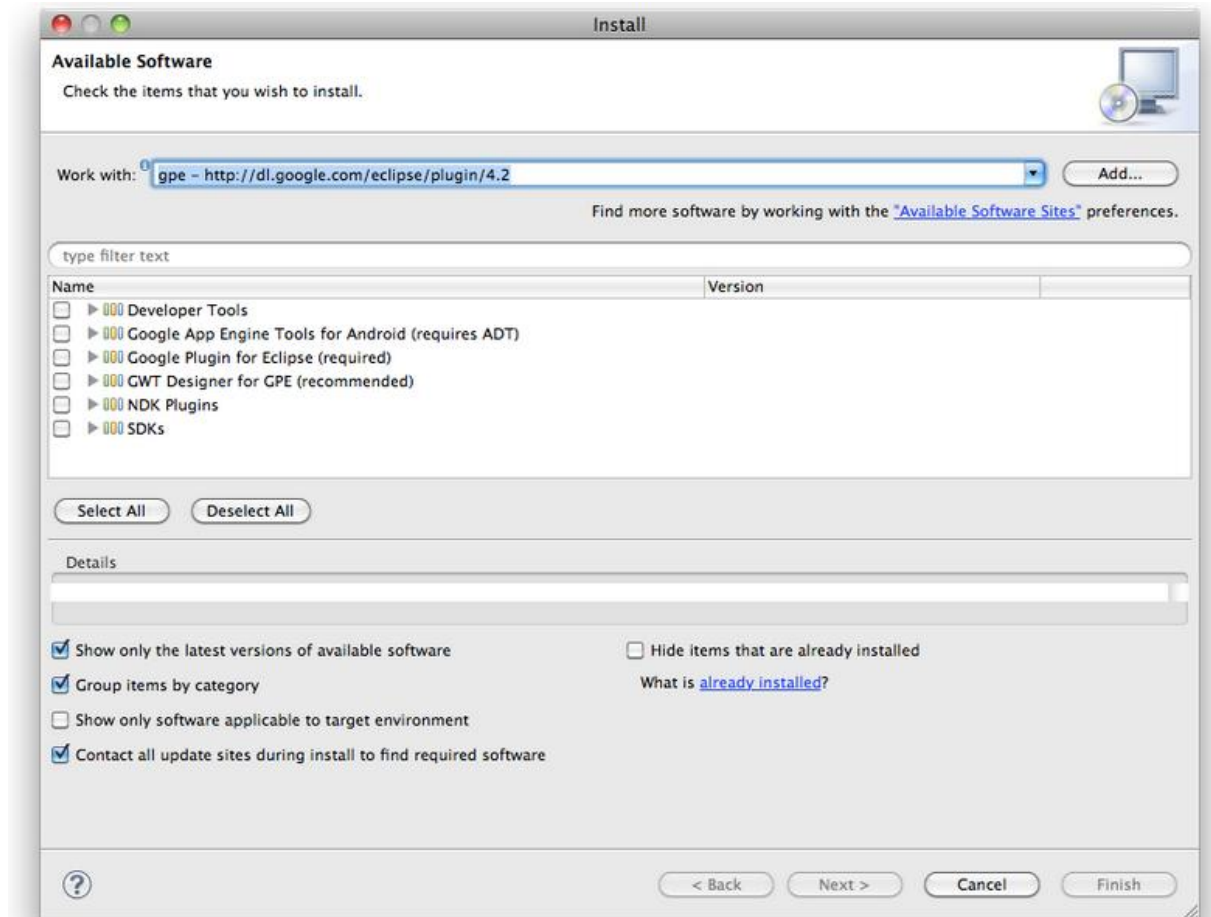 Install
Available Software
Check the items that you wish to install.
Work with: gpe – http://dl.google.com/eclipse/plugin/4.2 Add...
Find more software by working with the "Available Software Sites" preferences.
type filter text
Name Version
Developer Tools
Google App Engine Tools for Android (requires ADT)
Google Plugin for Eclipse (required)
GWT Designer for GPE (recommended)
NDK Plugins
SDKs
Select All Deselect All
Details
Show only the latest versions of available software Hide items that are already installed
Group items by category What is already installed?
Show only software applicable to target environment
Contact all update sites during install to find required software
? < Back Next > Cancel Finish